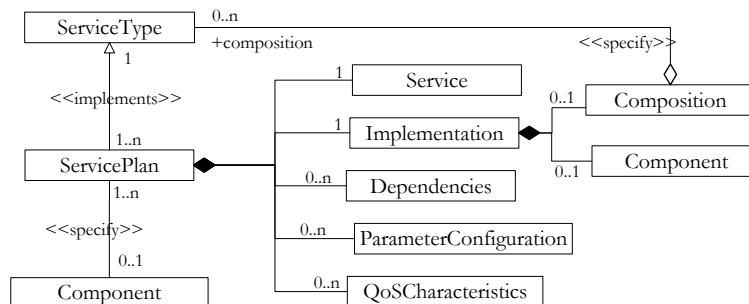 0..n
ServiceType
+composition
<<specify>>
1
1
Service
<<implements>>
0..1
Composition
1
Implementation
1..n
ServicePlan
Component
0..1
0..n
Dependencies
1..n
<<specify>>
0..n
ParameterConfiguration
0..1
0..n
Component
QoSCharacteristics